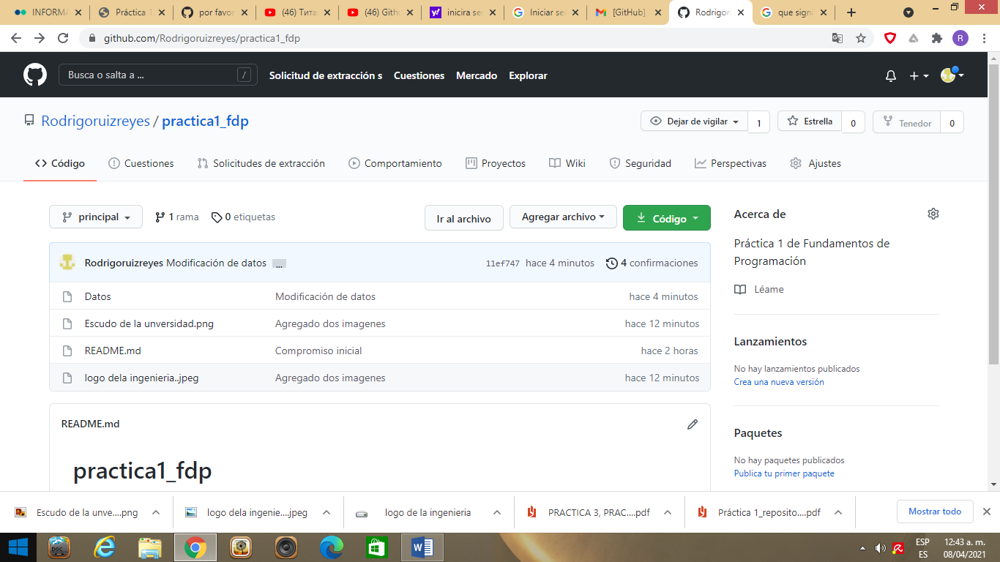 INFORMA
Práctica 1
por favor
(46) Тита
(46) Gith
inicira se
Iniciar se
[GitHub]
Rodrigor
que signi
github.com/Rodrigoruizreyes/practica1_fdp
R
Busca o salta a ...
/
Solicitud de extracción s
Cuestiones
Mercado
Explorar
Rodrigoruizreyes / practica1_fdp
Dejar de vigilar
1
Estrella
0
Tenedor
0
Código
Cuestiones
Solicitudes de extracción
Comportamiento
Proyectos
Wiki
Seguridad
Perspectivas
Ajustes
principal
1 rama
0 etiquetas
Ir al archivo
Agregar archivo
Código
Rodrigoruizreyes Modificación de datos ...
11ef747 hace 4 minutos
4 confirmaciones
Datos
Modificación de datos
hace 4 minutos
Escudo de la unversidad.png
Agregado dos imagenes
hace 12 minutos
README.md
Compromiso inicial
hace 2 horas
logo dela ingenieria..jpeg
Agregado dos imagenes
hace 12 minutos
README.md
practica1_fdp
Acerca de
Práctica 1 de Fundamentos de
Programación
Léame
Lanzamientos
No hay lanzamientos publicados
Crea una nueva versión
Paquetes
No hay paquetes publicados
Publica tu primer paquete
Escudo de la unve....png
logo dela ingenie....jpeg
logo de la ingenieria
PRACTICA 3, PRAC....pdf
Práctica 1_reposito....pdf
Mostrar todo
DOC
ESP
ES
12:43 a. m.
08/04/2021